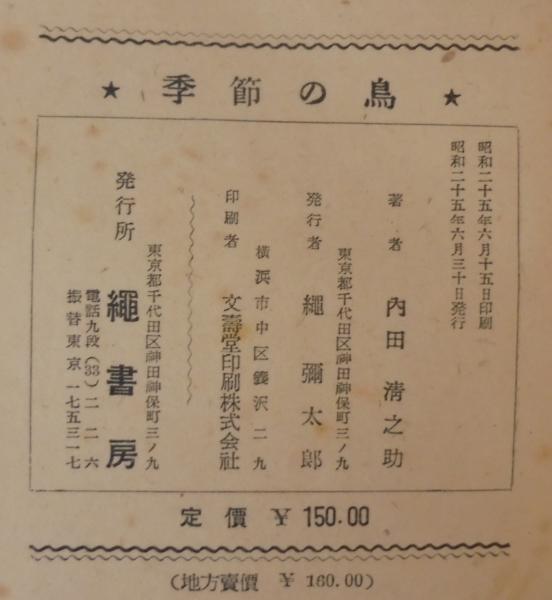 ★ 季節の鳥 ★
昭和二十五年六月十五日印刷
昭和二十五年六月三十日発行
著者 內田淸之助
東京都千代田区神田神保町三ノ九
発行者 繩彌太郎
横浜市中区簑沢二九
印刷者 文壽堂印刷株式会社
東京都千代田区神田神保町三ノ九
発行所 繩書房
電話九段(33)二二六
振替東京一七五三一七
定價 ¥ 150.00
(地方賣價 ¥ 160.00)